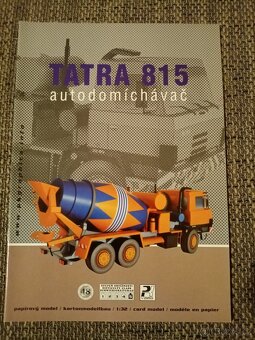 TATRA 815
autodomíchávač
papírový model / kartonmodellbau / 1:32 / card model / modèle en papier